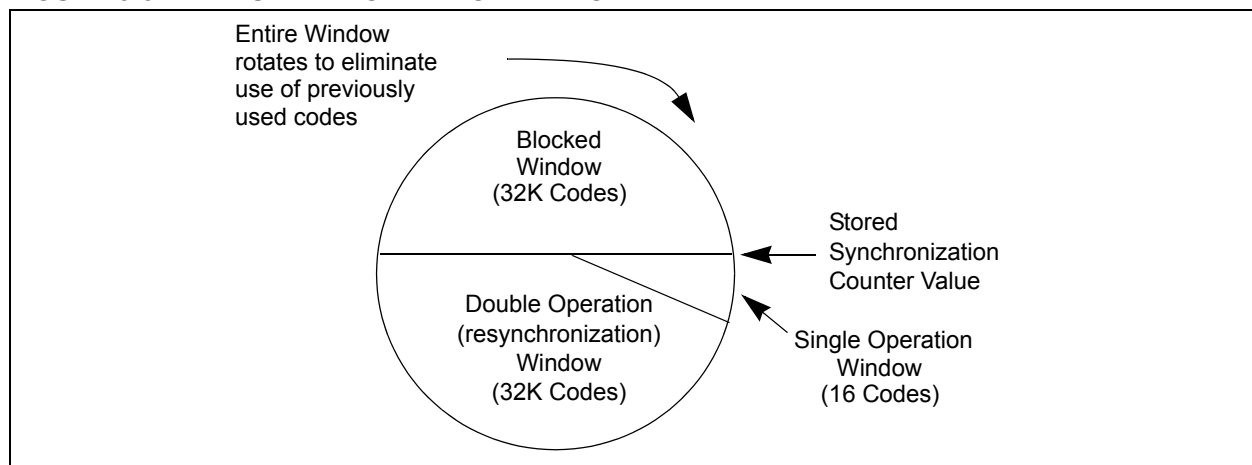 Entire Window
rotates to eliminate
use of previously
used codes
Blocked
Window
(32K Codes)
Stored
Synchronization
Counter Value
Double Operation
(resynchronization)
Window
(32K Codes)
Single Operation
Window
(16 Codes)